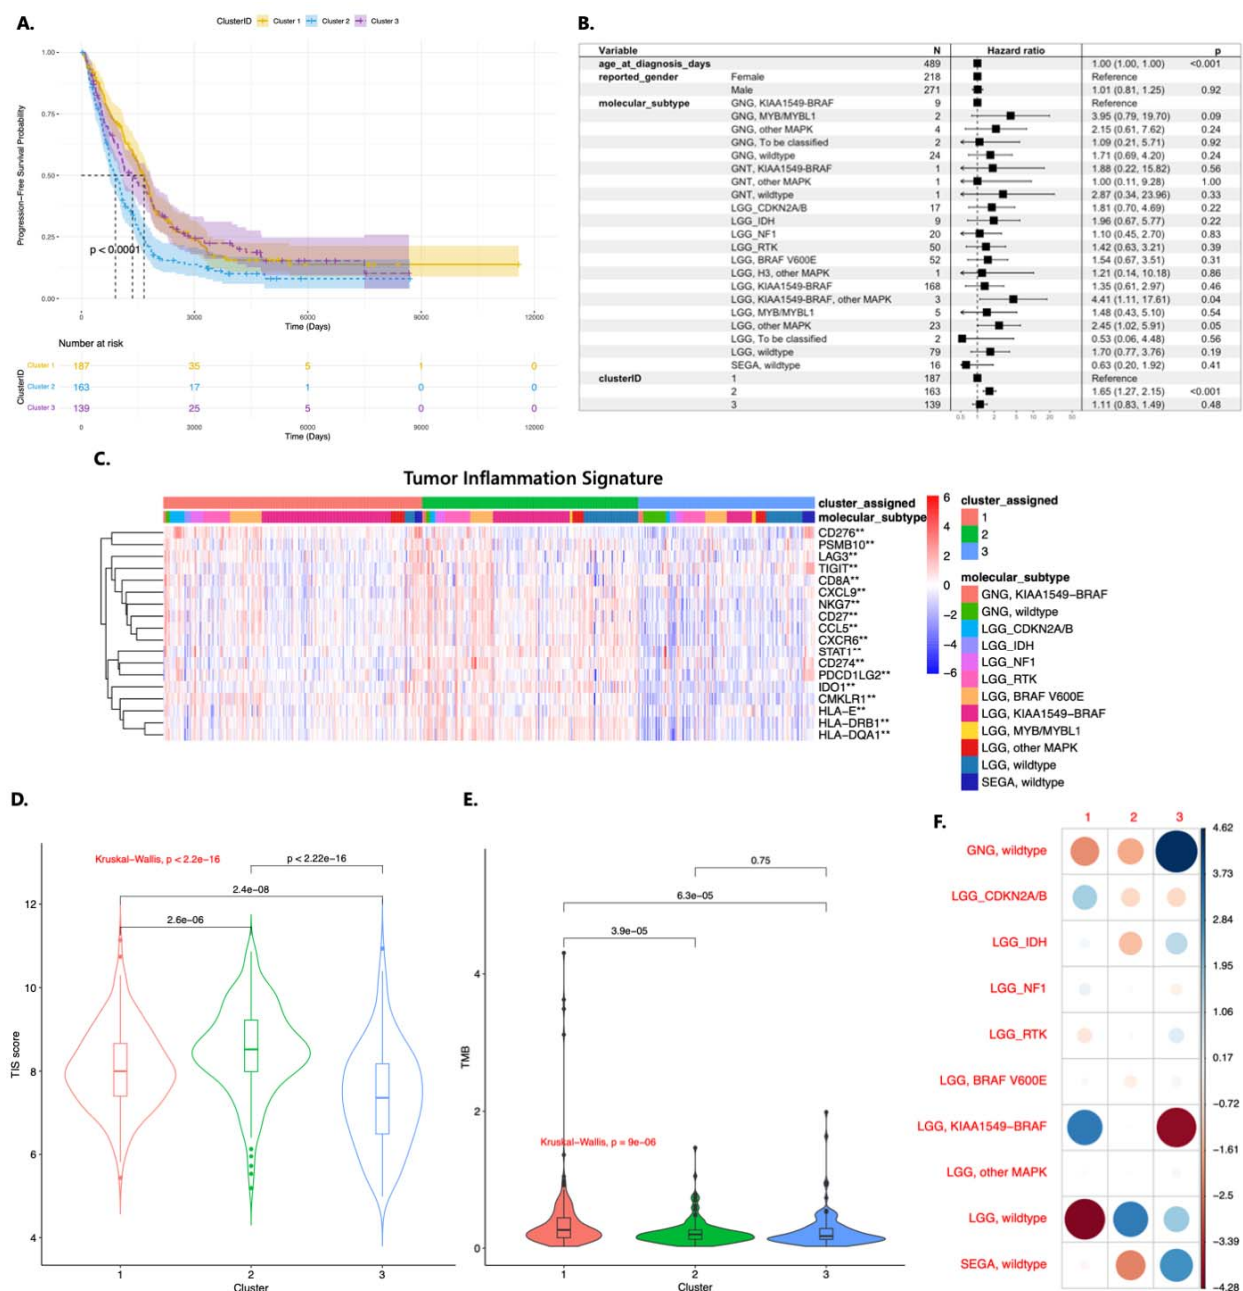 A.
ClusterID Cluster 1 Cluster 2 Cluster 3
Progression-Free Survival Probability
1.00
0.75
0.50
0.25
0.00
p < 0.0001
0 3000 6000 9000 12000
Time (Days)
Number at risk
ClusterID
Cluster 1 187 35 5 1 0
Cluster 2 163 17 1 0 0
Cluster 3 139 25 5 0 0
0 3000 6000 9000 12000
Time (Days)
B.
Variable N Hazard ratio p
age_at_diagnosis_days 489 1.00 (1.00, 1.00) <0.001
reported_gender Female 218 Reference
Male 271 1.01 (0.81, 1.25) 0.92
molecular_subtype GNG, KIAA1549-BRAF 9 Reference
GNG, MYB/MYBL1 2 3.95 (0.79, 19.70) 0.09
GNG, other MAPK 4 2.15 (0.61, 7.62) 0.24
GNG, To be classified 2 1.09 (0.21, 5.71) 0.92
GNG, wildtype 24 1.71 (0.69, 4.20) 0.24
GNT, KIAA1549-BRAF 1 1.88 (0.22, 15.82) 0.56
GNT, other MAPK 1 1.00 (0.11, 9.28) 1.00
GNT, wildtype 1 2.87 (0.34, 23.96) 0.33
LGG_CDKN2A/B 17 1.81 (0.70, 4.69) 0.22
LGG_IDH 9 1.96 (0.67, 5.77) 0.22
LGG_NF1 20 1.10 (0.45, 2.70) 0.83
LGG_RTK 50 1.42 (0.63, 3.21) 0.39
LGG, BRAF V600E 52 1.54 (0.67, 3.51) 0.31
LGG, H3, other MAPK 1 1.21 (0.14, 10.18) 0.86
LGG, KIAA1549-BRAF 168 1.35 (0.61, 2.97) 0.46
LGG, KIAA1549-BRAF, other MAPK 3 4.41 (1.11, 17.61) 0.04
LGG, MYB/MYBL1 5 1.48 (0.43, 5.10) 0.54
LGG, other MAPK 23 2.45 (1.02, 5.91) 0.05
LGG, To be classified 2 0.53 (0.06, 4.48) 0.56
LGG, wildtype 79 1.70 (0.77, 3.76) 0.19
SEGA, wildtype 16 0.63 (0.20, 1.92) 0.41
clusterID 1 187 Reference
2 163 1.65 (1.27, 2.15) <0.001
3 139 1.11 (0.83, 1.49) 0.48
0.5 1 2 5 10 20 50
C.
Tumor Inflammation Signature
cluster_assigned
molecular_subtype
CD276**
PSMB10**
LAG3**
TIGIT**
CD8A**
CXCL9**
NKG7**
CD27**
CCL5**
CXCR6**
STAT1**
CD274**
PDCD1LG2**
IDO1**
CMKLR1**
HLA-E**
HLA-DRB1**
HLA-DQA1**
6
4
2
0
−2
−4
−6
cluster_assigned
1
2
3
molecular_subtype
GNG, KIAA1549−BRAF
GNG, wildtype
LGG_CDKN2A/B
LGG_IDH
LGG_NF1
LGG_RTK
LGG, BRAF V600E
LGG, KIAA1549−BRAF
LGG, MYB/MYBL1
LGG, other MAPK
LGG, wildtype
SEGA, wildtype
D.
Kruskal−Wallis, p < 2.2e−16
p < 2.22e−16
2.4e−08
2.6e−06
TIS score
12
10
8
6
4
1 2 3
Cluster
E.
0.75
6.3e−05
3.9e−05
Kruskal−Wallis, p = 9e−06
TMB
4
2
0
1 2 3
Cluster
F.
1 2 3
GNG, wildtype
LGG_CDKN2A/B
LGG_IDH
LGG_NF1
LGG_RTK
LGG, BRAF V600E
LGG, KIAA1549−BRAF
LGG, other MAPK
LGG, wildtype
SEGA, wildtype
4.62
3.73
2.84
1.95
1.06
0.17
−0.72
−1.61
−2.5
−3.39
−4.28